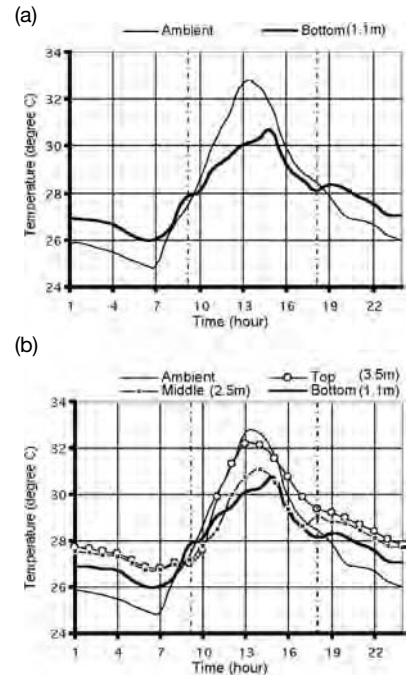 (a)
Ambient Bottom (1.1m)
Temperature (degree C)
34
32
30
28
26
24
1 4 7 10 13 16 19 22
Time (hour)
(b)
Ambient Top (3.5m)
Middle (2.5m) Bottom (1.1m)
Temperature (degree C)
34
32
30
28
26
24
1 4 7 10 13 16 19 22
Time (hour)